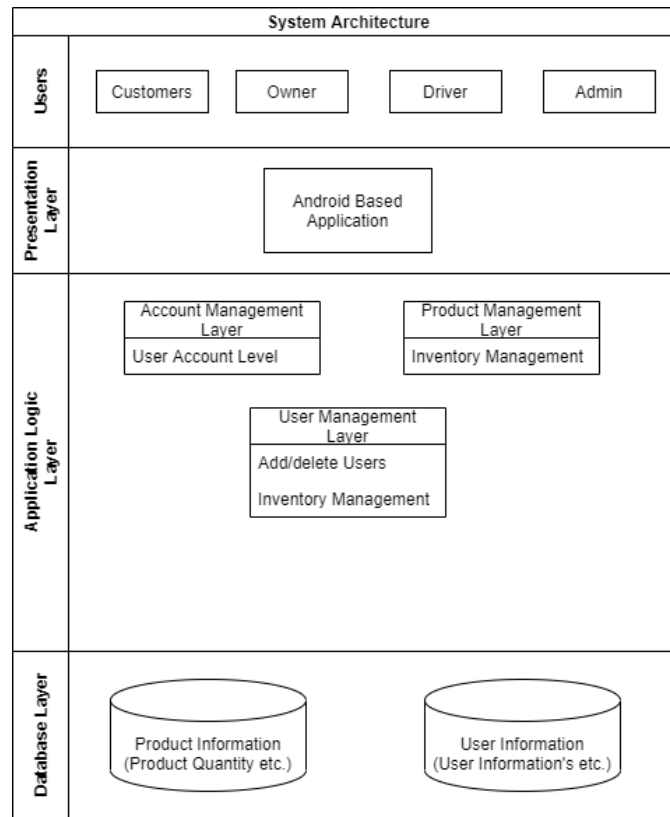 System Architecture
Users
Customers
Owner
Driver
Admin
Presentation
Layer
Android Based
Application
Application Logic
Layer
Account Management
Layer
User Account Level
Product Management
Layer
Inventory Management
User Management
Layer
Add/delete Users
Inventory Management
Database Layer
Product Information
(Product Quantity etc.)
User Information
(User Information's etc.)